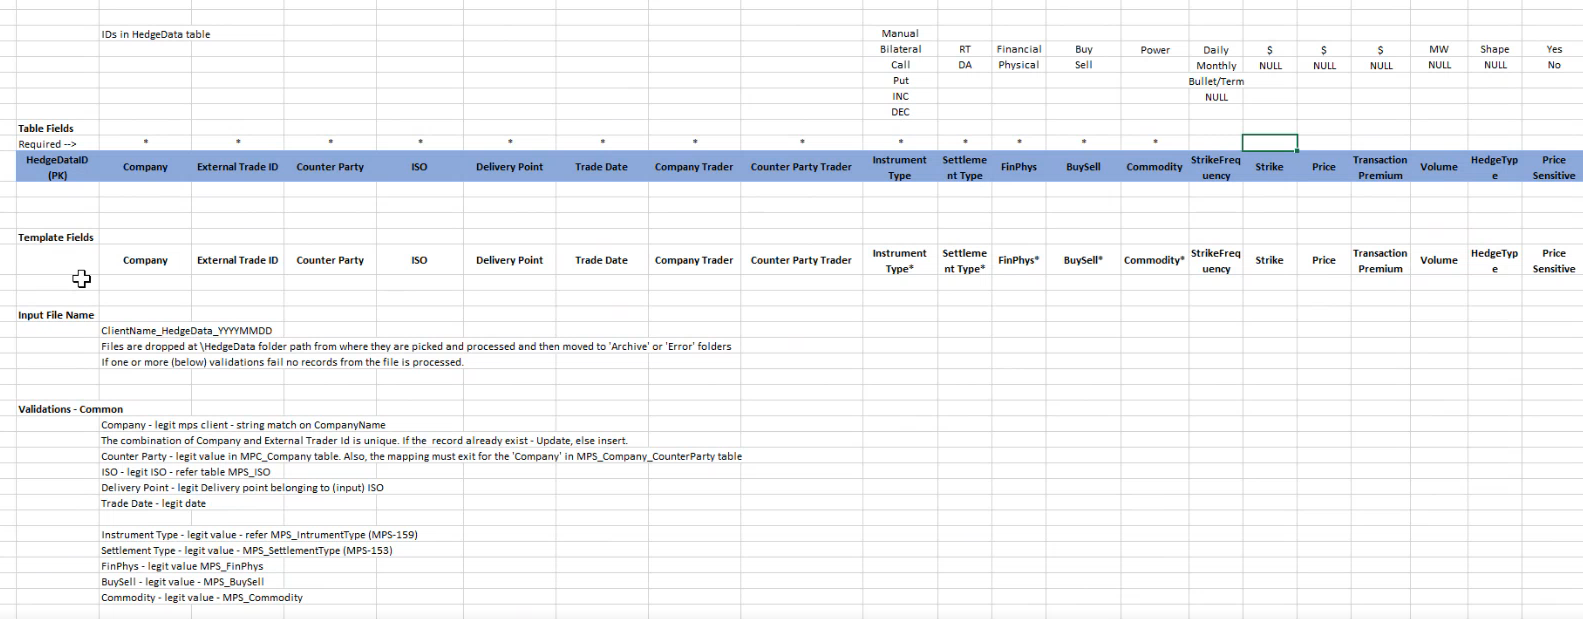 IDs in HedgeData table Manual
Bilateral RT Financial Buy Power Daily $ $ $ MW Shape Yes
Call DA Physical Sell Monthly NULL NULL NULL NULL NULL No
Put Bullet/Term
INC NULL
DEC
Table Fields
Required --> * * * * * * * * * * * * *
HedgeDataID (PK) Company External Trade ID Counter Party ISO Delivery Point Trade Date Company Trader Counter Party Trader Instrument Type Settleme nt Type FinPhys BuySell Commodity StrikeFreq uency Strike Price Transaction Premium Volume HedgeTyp e Price Sensitive
Template Fields
Company External Trade ID Counter Party ISO Delivery Point Trade Date Company Trader Counter Party Trader Instrument Type* Settleme nt Type* FinPhys* BuySell* Commodity* StrikeFreq uency Strike Price Transaction Premium Volume HedgeTyp e Price Sensitive
Input File Name
ClientName_HedgeData_YYYYMMDD
Files are dropped at \HedgeData folder path from where they are picked and processed and then moved to 'Archive' or 'Error' folders
If one or more (below) validations fail no records from the file is processed.
Validations - Common
Company - legit mps client - string match on CompanyName
The combination of Company and External Trader Id is unique. If the record already exist - Update, else insert.
Counter Party - legit value in MPC_Company table. Also, the mapping must exit for the 'Company' in MPS_Company_CounterParty table
ISO - legit ISO - refer table MPS_ISO
Delivery Point - legit Delivery point belonging to (input) ISO
Trade Date - legit date
Instrument Type - legit value - refer MPS_IntrumentType (MPS-159)
Settlement Type - legit value - MPS_SettlementType (MPS-153)
FinPhys - legit value MPS_FinPhys
BuySell - legit value - MPS_BuySell
Commodity - legit value - MPS_Commodity